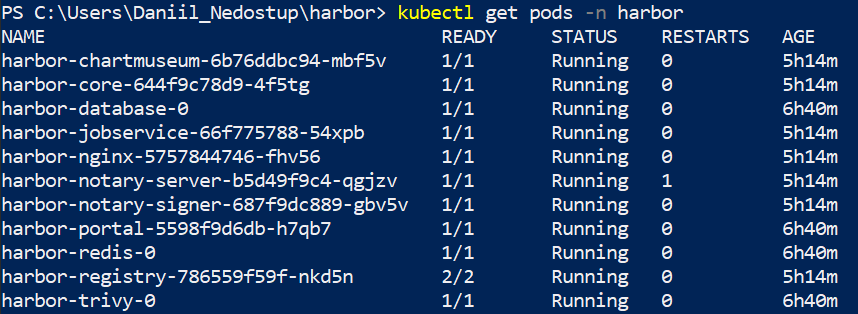 PS C:\Users\Daniil_Nedostup\harbor> kubectl get pods -n harbor
NAME READY STATUS RESTARTS AGE
harbor-chartmuseum-6b76ddbc94-mbf5v 1/1 Running 0 5h14m
harbor-core-644f9c78d9-4f5tg 1/1 Running 0 5h14m
harbor-database-0 1/1 Running 0 6h40m
harbor-jobservice-66f775788-54xpb 1/1 Running 0 5h14m
harbor-nginx-5757844746-fhv56 1/1 Running 0 5h14m
harbor-notary-server-b5d49f9c4-qgjzv 1/1 Running 1 5h14m
harbor-notary-signer-687f9dc889-gbv5v 1/1 Running 0 5h14m
harbor-portal-5598f9d6db-h7qb7 1/1 Running 0 6h40m
harbor-redis-0 1/1 Running 0 6h40m
harbor-registry-786559f59f-nkd5n 2/2 Running 0 5h14m
harbor-trivy-0 1/1 Running 0 6h40m